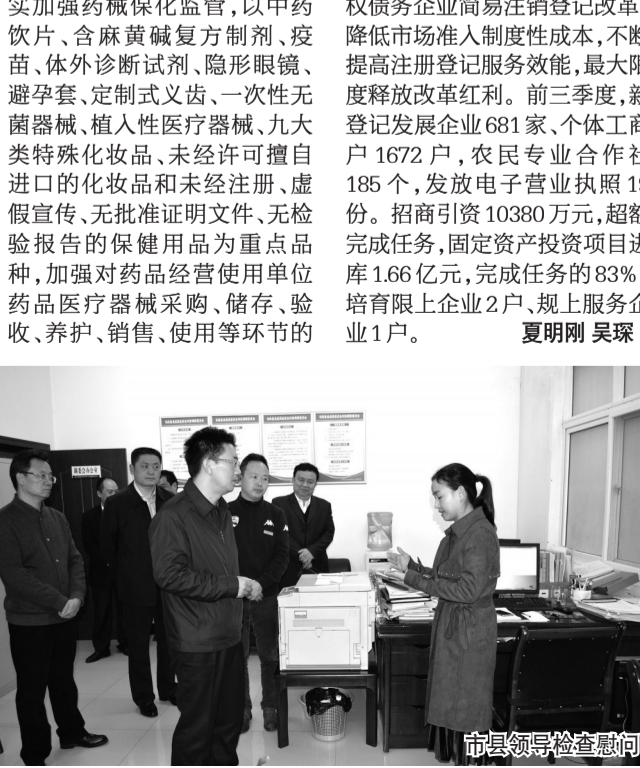 实加强药械保化监管,以中药
饮片、含麻黄碱复方制剂、疫
苗、体外诊断试剂、隐形眼镜、
避孕套、定制式义齿、一次性无
菌器械、植入性医疗器械、九大
类特殊化妆品、未经许可擅自
进口的化妆品和未经注册、虚
假宣传、无批准证明文件、无检
验报告的保健用品为重点品
种,加强对药品经营使用单位
药品医疗器械采购、储存、验
收、养护、销售、使用等环节的
权债务企业简易注销登记改革
降低市场准入制度性成本,不断
提高注册登记服务效能,最大限
度释放改革红利。前三季度,新
登记发展企业681家、个体工商
户1672户,农民专业合作社
185个,发放电子营业执照
份。招商引资10380万元,超额
完成任务,固定资产投资项目进
库1.66亿元,完成任务的83%
培育限上企业2户、规上服务企
业1户。
夏明刚 吴琛
市县领导检查慰问